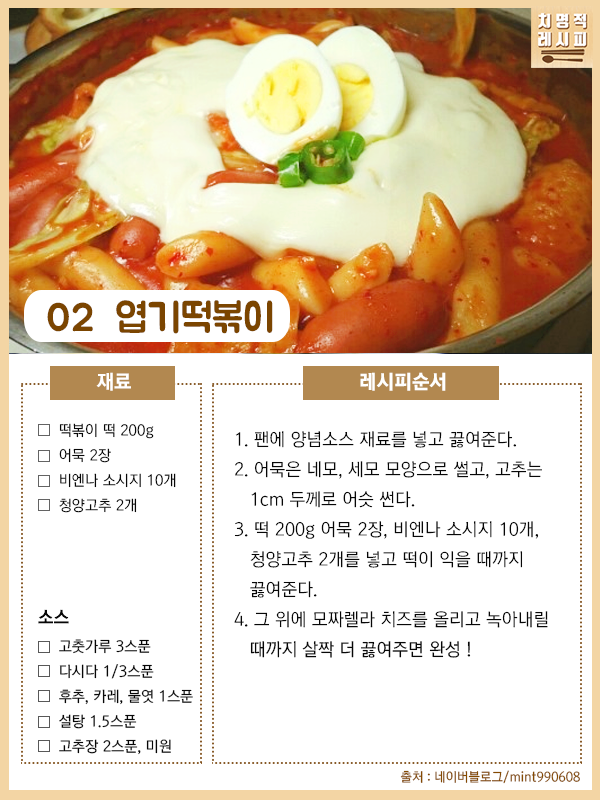 치명적
레시피
02 엽기떡볶이
재료
□ 떡볶이 떡 200g
□ 어묵 2장
□ 비엔나 소시지 10개
□ 청양고추 2개
소스
□ 고춧가루 3스푼
□ 다시다 1/3스푼
□ 후추, 카레, 물엿 1스푼
□ 설탕 1.5스푼
□ 고추장 2스푼, 미원
레시피순서
1. 팬에 양념소스 재료를 넣고 끓여준다.
2. 어묵은 네모, 세모 모양으로 썰고, 고추는
1cm 두께로 어슷 썬다.
3. 떡 200g 어묵 2장, 비엔나 소시지 10개,
청양고추 2개를 넣고 떡이 익을 때까지
끓여준다.
4. 그 위에 모짜렐라 치즈를 올리고 녹아내릴
때까지 살짝 더 끓여주면 완성 !
출처 : 네이버블로그/mint990608